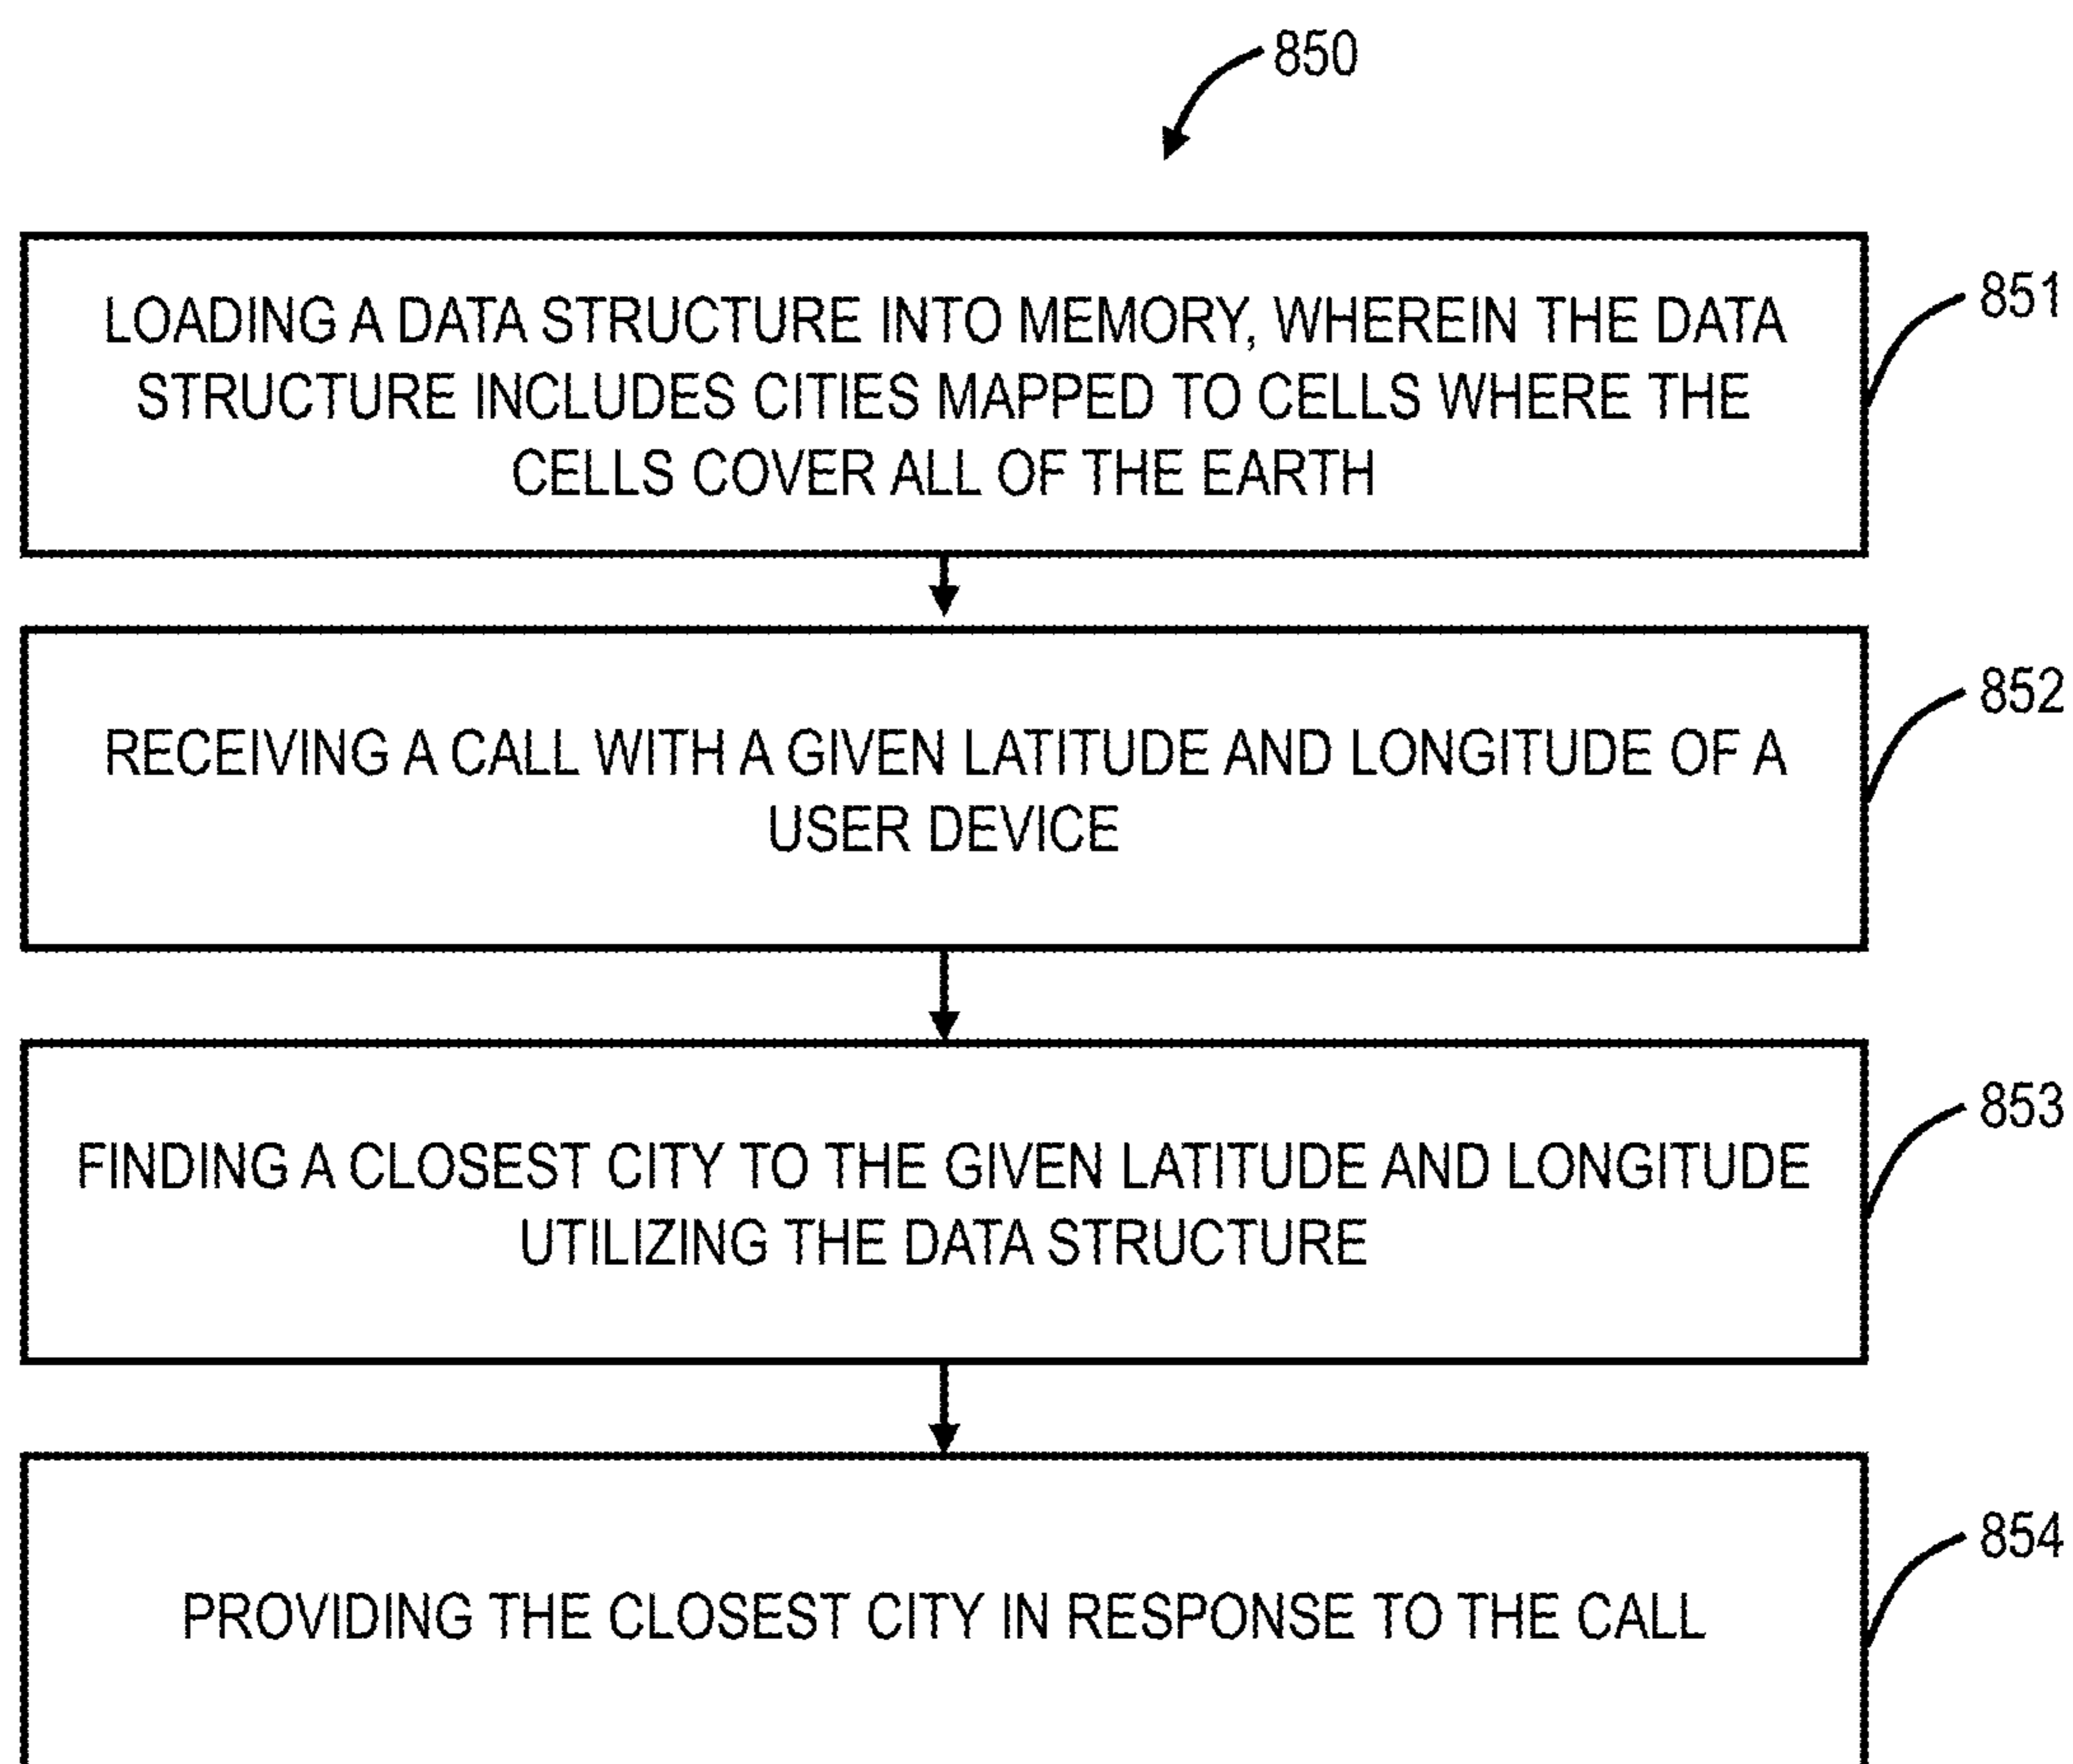 850
LOADING A DATA STRUCTURE INTO MEMORY, WHEREIN THE DATA
STRUCTURE INCLUDES CITIES MAPPED TO CELLS WHERE THE
CELLS COVER ALL OF THE EARTH
851
RECEIVING A CALL WITH A GIVEN LATITUDE AND LONGITUDE OF A
USER DEVICE
852
FINDING A CLOSEST CITY TO THE GIVEN LATITUDE AND LONGITUDE
UTILIZING THE DATA STRUCTURE
853
PROVIDING THE CLOSEST CITY IN RESPONSE TO THE CALL
854